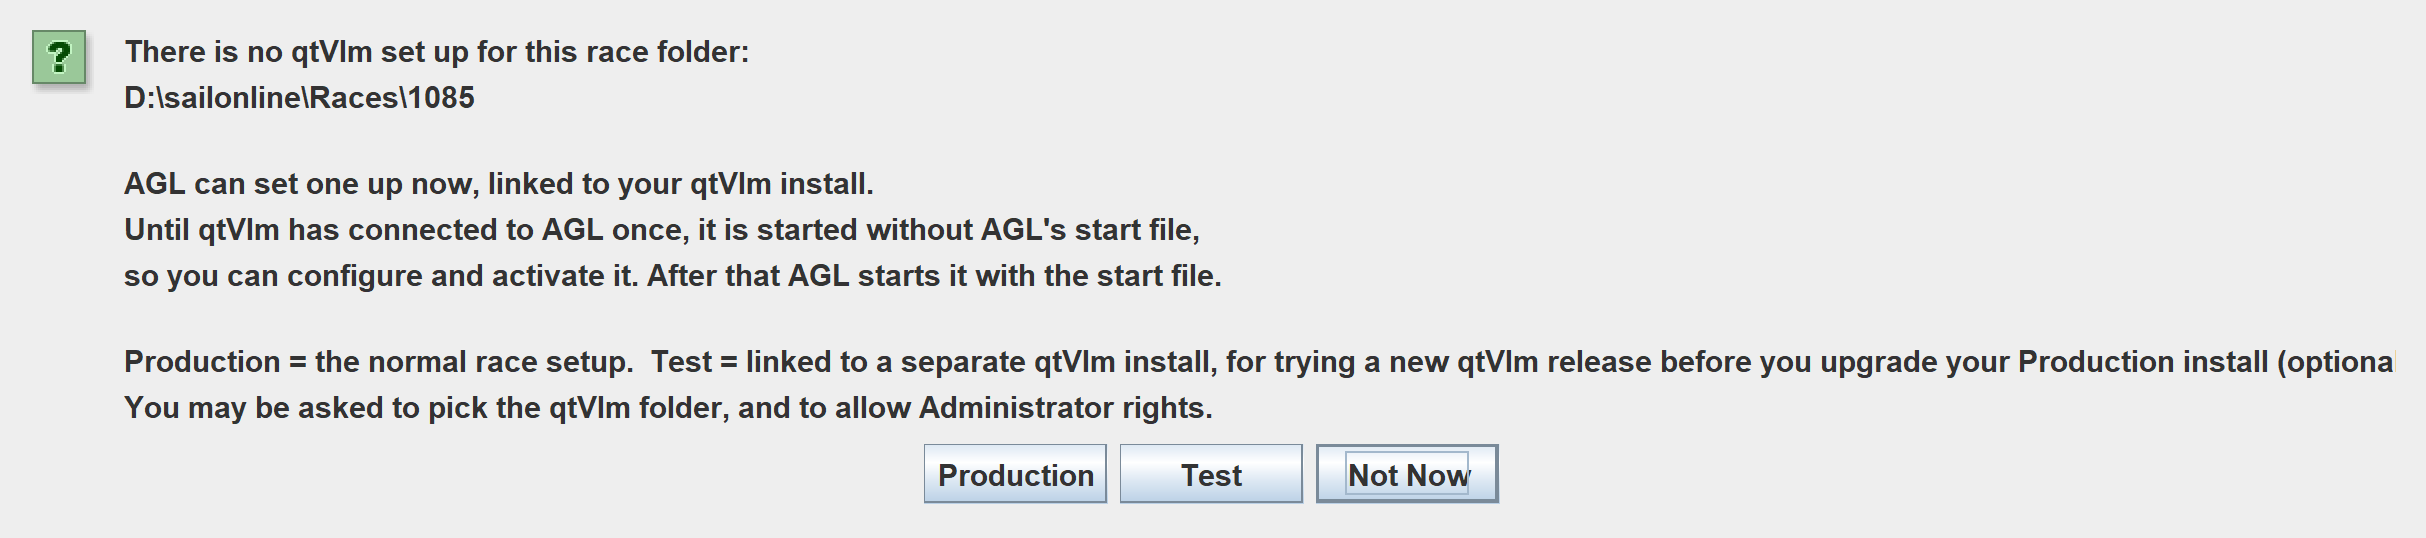 There is no qtVlm set up for this race folder:
D:\sailonline\Races\1085
AGL can set one up now, linked to your qtVlm install.
Until qtVlm has connected to AGL once, it is started without AGL's start file,
so you can configure and activate it. After that AGL starts it with the start file.
Production = the normal race setup.  Test = linked to a separate qtVlm install, for trying a new qtVlm release before you upgrade your Production install (optiona
You may be asked to pick the qtVlm folder, and to allow Administrator rights.
Production Test Not Now